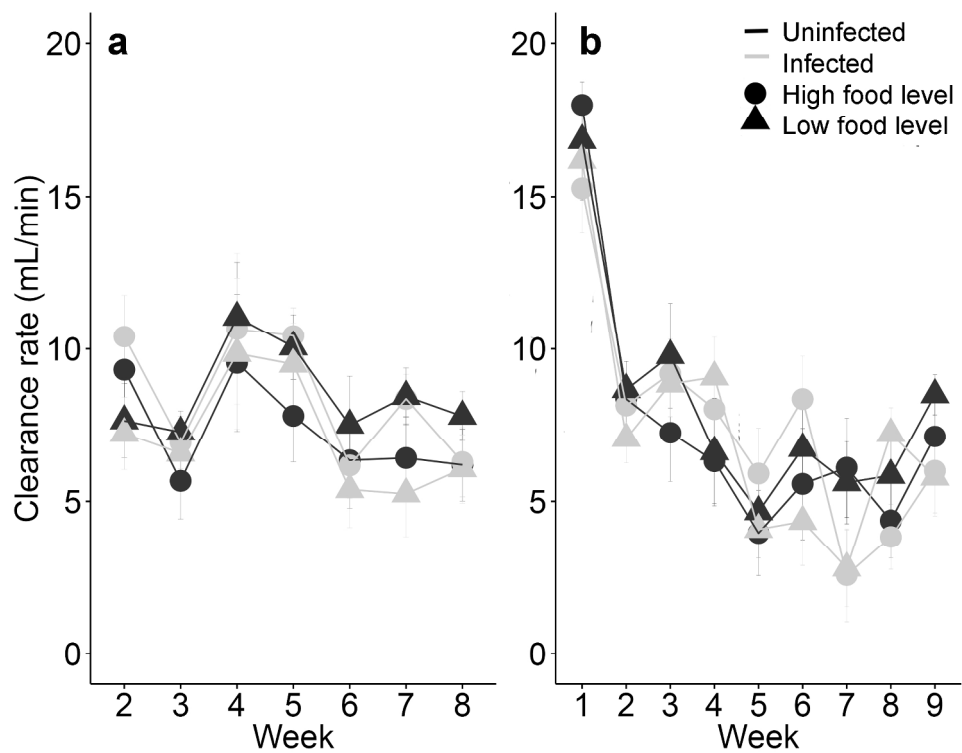 a
b
Uninfected
Infected
High food level
Low food level
Clearance rate (mL/min)
20
15
10
5
0
20
15
10
5
0
2 3 4 5 6 7 8
1 2 3 4 5 6 7 8 9
Week
Week